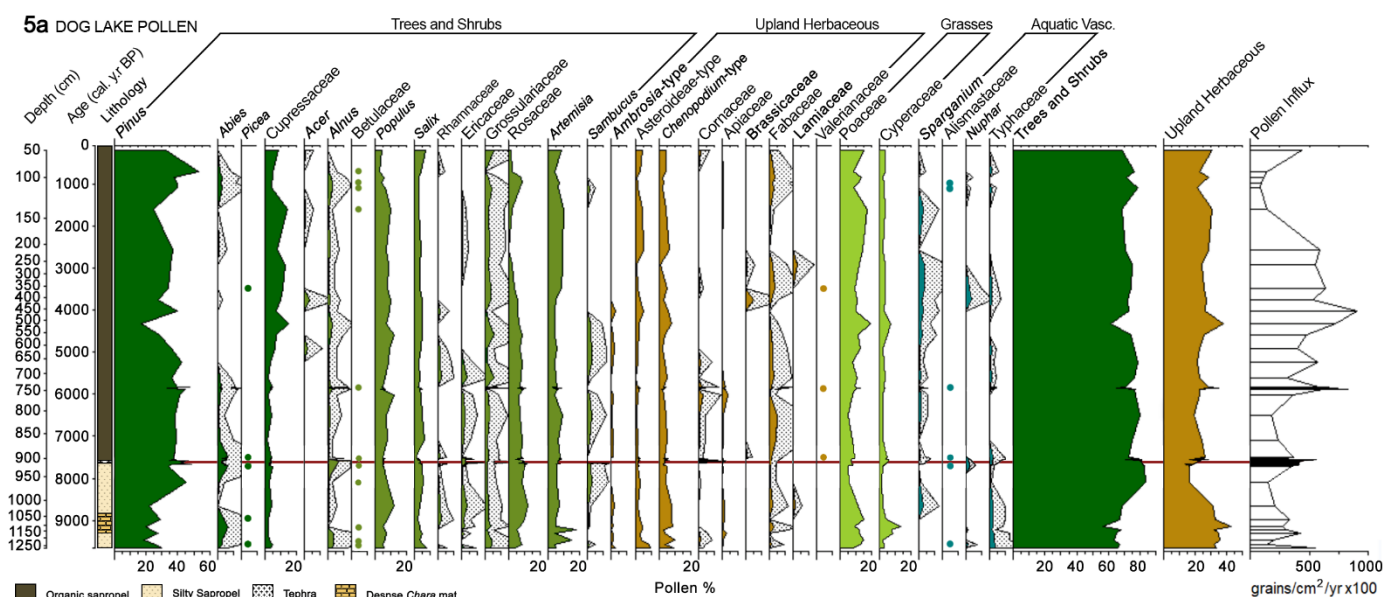 5a DOG LAKE POLLEN
Trees and Shrubs
Upland Herbaceous
Grasses
Aquatic Vasc.
Depth (cm)
Age (cal. y.r BP)
Lithology
Pinus
Abies
Picea
Cupressaceae
Acer
Alnus
Betulaceae
Populus
Salix
Rhamnaceae
Ericaceae
Grossulariaceae
Rosaceae
Artemisia
Sambucus
Ambrosia-type
Asteroideae-type
Chenopodium-type
Cornaceae
Apiaceae
Brassicaceae
Fabaceae
Lamiaceae
Valerianaceae
Poaceae
Cyperaceae
Sparganium
Alismastaceae
Nuphar
Typhaceae
Trees and Shrubs
Upland Herbaceous
Pollen Influx
50
100
150
200
250
300
350
400
450
500
550
600
650
700
750
800
850
900
950
1000
1050
1150
1250
0
1000
2000
3000
4000
5000
6000
7000
8000
9000
20 40 60
20
20
20
20
20
20
20
20
20 40 60 80
20 40
500 1000
Pollen %
grains/cm²/yr x100
Organic sapropel
Silty Sapropel
Tephra
Despse Chara mat